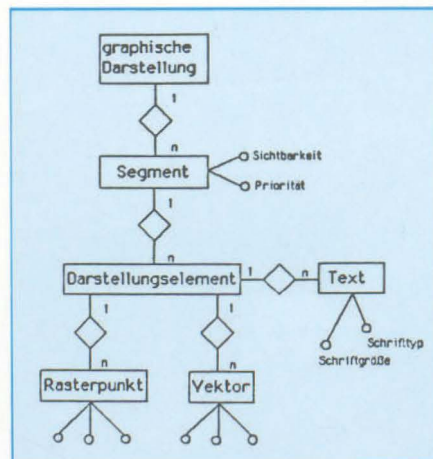 graphische
Darstellung
1
n
Segment
Sichtbarkeit
Priorität
1
n
Darstellungselement
1
n
Text
Schrifttyp
Schriftgröße
1
1
n
n
Rasterpunkt
Vektor